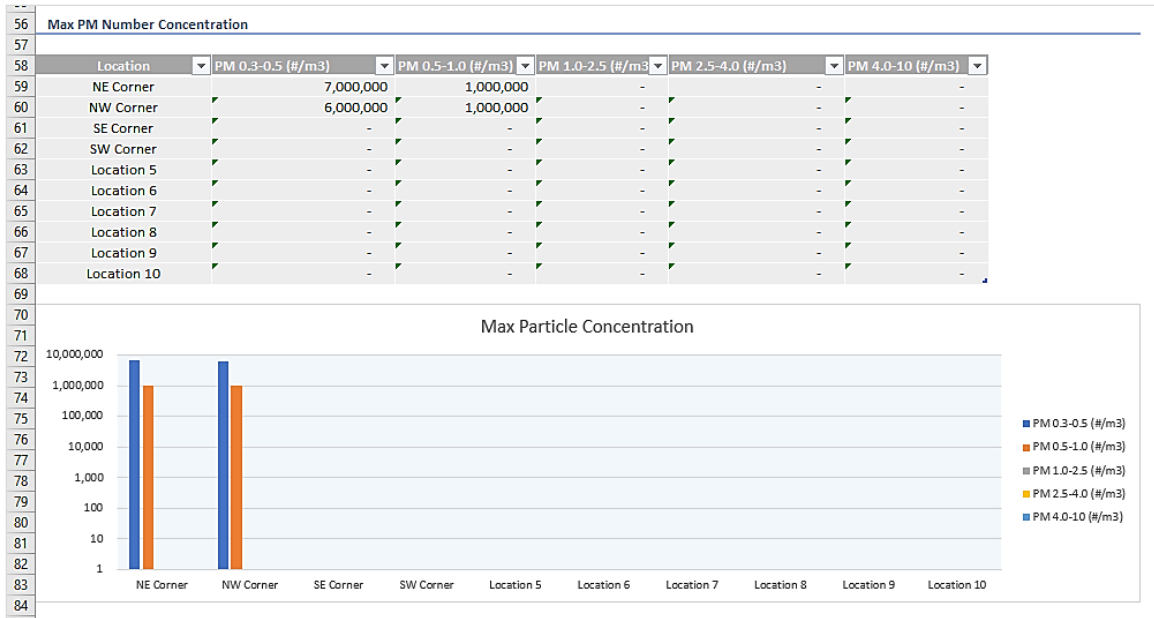 56 Max PM Number Concentration
57
58 Location PM 0.3-0.5 (#/m3) PM 0.5-1.0 (#/m3) PM 1.0-2.5 (#/m3 PM 2.5-4.0 (#/m3) PM 4.0-10 (#/m3)
59 NE Corner 7,000,000 1,000,000 - - -
60 NW Corner 6,000,000 1,000,000 - - -
61 SE Corner - - - - -
62 SW Corner - - - - -
63 Location 5 - - - - -
64 Location 6 - - - - -
65 Location 7 - - - - -
66 Location 8 - - - - -
67 Location 9 - - - - -
68 Location 10 - - - - -
69
70
Max Particle Concentration
71
72 10,000,000
73
1,000,000
74
75 100,000
PM 0.3-0.5 (#/m3)
76
10,000
PM 0.5-1.0 (#/m3)
77
78 1,000
PM 1.0-2.5 (#/m3)
79
100
PM 2.5-4.0 (#/m3)
80
PM 4.0-10 (#/m3)
81 10
82
1
83 NE Corner NW Corner SE Corner SW Corner Location 5 Location 6 Location 7 Location 8 Location 9 Location 10
84